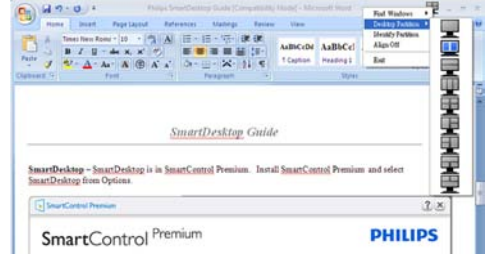 Philips SmartDesktop Guide [Compatibility Mode] - Microsoft Word
Home Insert Page Layout References Mailings Review View
Times New Roman 10
Paste
Clipboard Font Paragraph Styles
AaBbCcDd AaBbCc
¶ Caption Heading 1
Find Windows
Desktop Partition
Identify Partition
Align Off
Exit
SmartDesktop Guide
SmartDesktop – SmartDesktop is in SmartControl Premium. Install SmartControl Premium and select
SmartDesktop from Options.
SmartControl Premium
SmartControl Premium PHILIPS